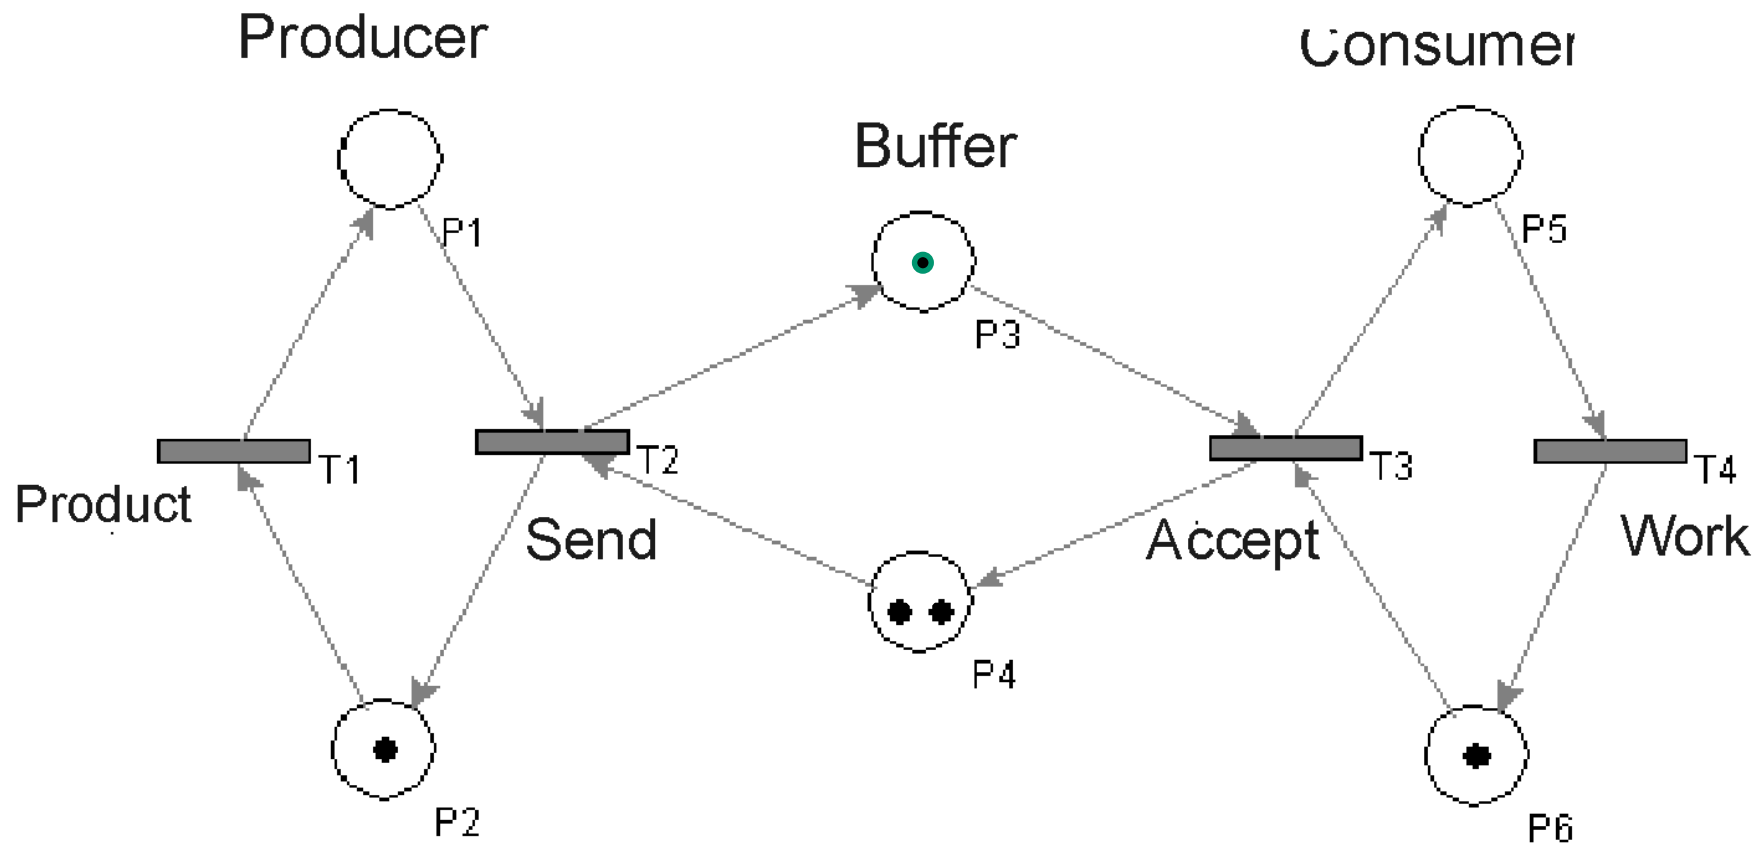 Producer
Consumer
Buffer
P1
P5
P3
T1
T2
T3
T4
Product
Send
Accept
Work
P4
P2
P6